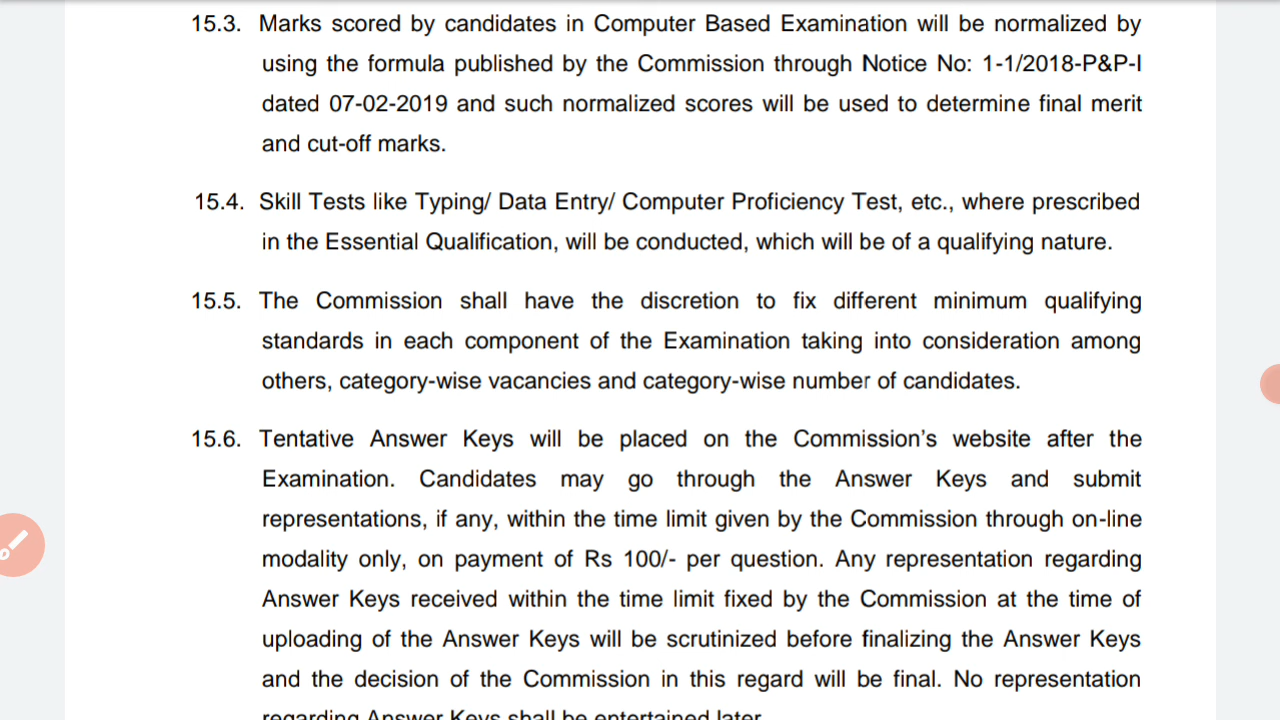 15.3. Marks scored by candidates in Computer Based Examination will be normalized by
using the formula published by the Commission through Notice No: 1-1/2018-P&P-I
dated 07-02-2019 and such normalized scores will be used to determine final merit
and cut-off marks.
15.4. Skill Tests like Typing/ Data Entry/ Computer Proficiency Test, etc., where prescribed
in the Essential Qualification, will be conducted, which will be of a qualifying nature.
15.5. The Commission shall have the discretion to fix different minimum qualifying
standards in each component of the Examination taking into consideration among
others, category-wise vacancies and category-wise number of candidates.
15.6. Tentative Answer Keys will be placed on the Commission’s website after the
Examination. Candidates may go through the Answer Keys and submit
representations, if any, within the time limit given by the Commission through on-line
modality only, on payment of Rs 100/- per question. Any representation regarding
Answer Keys received within the time limit fixed by the Commission at the time of
uploading of the Answer Keys will be scrutinized before finalizing the Answer Keys
and the decision of the Commission in this regard will be final. No representation
regarding Answer Keys shall be entertained later